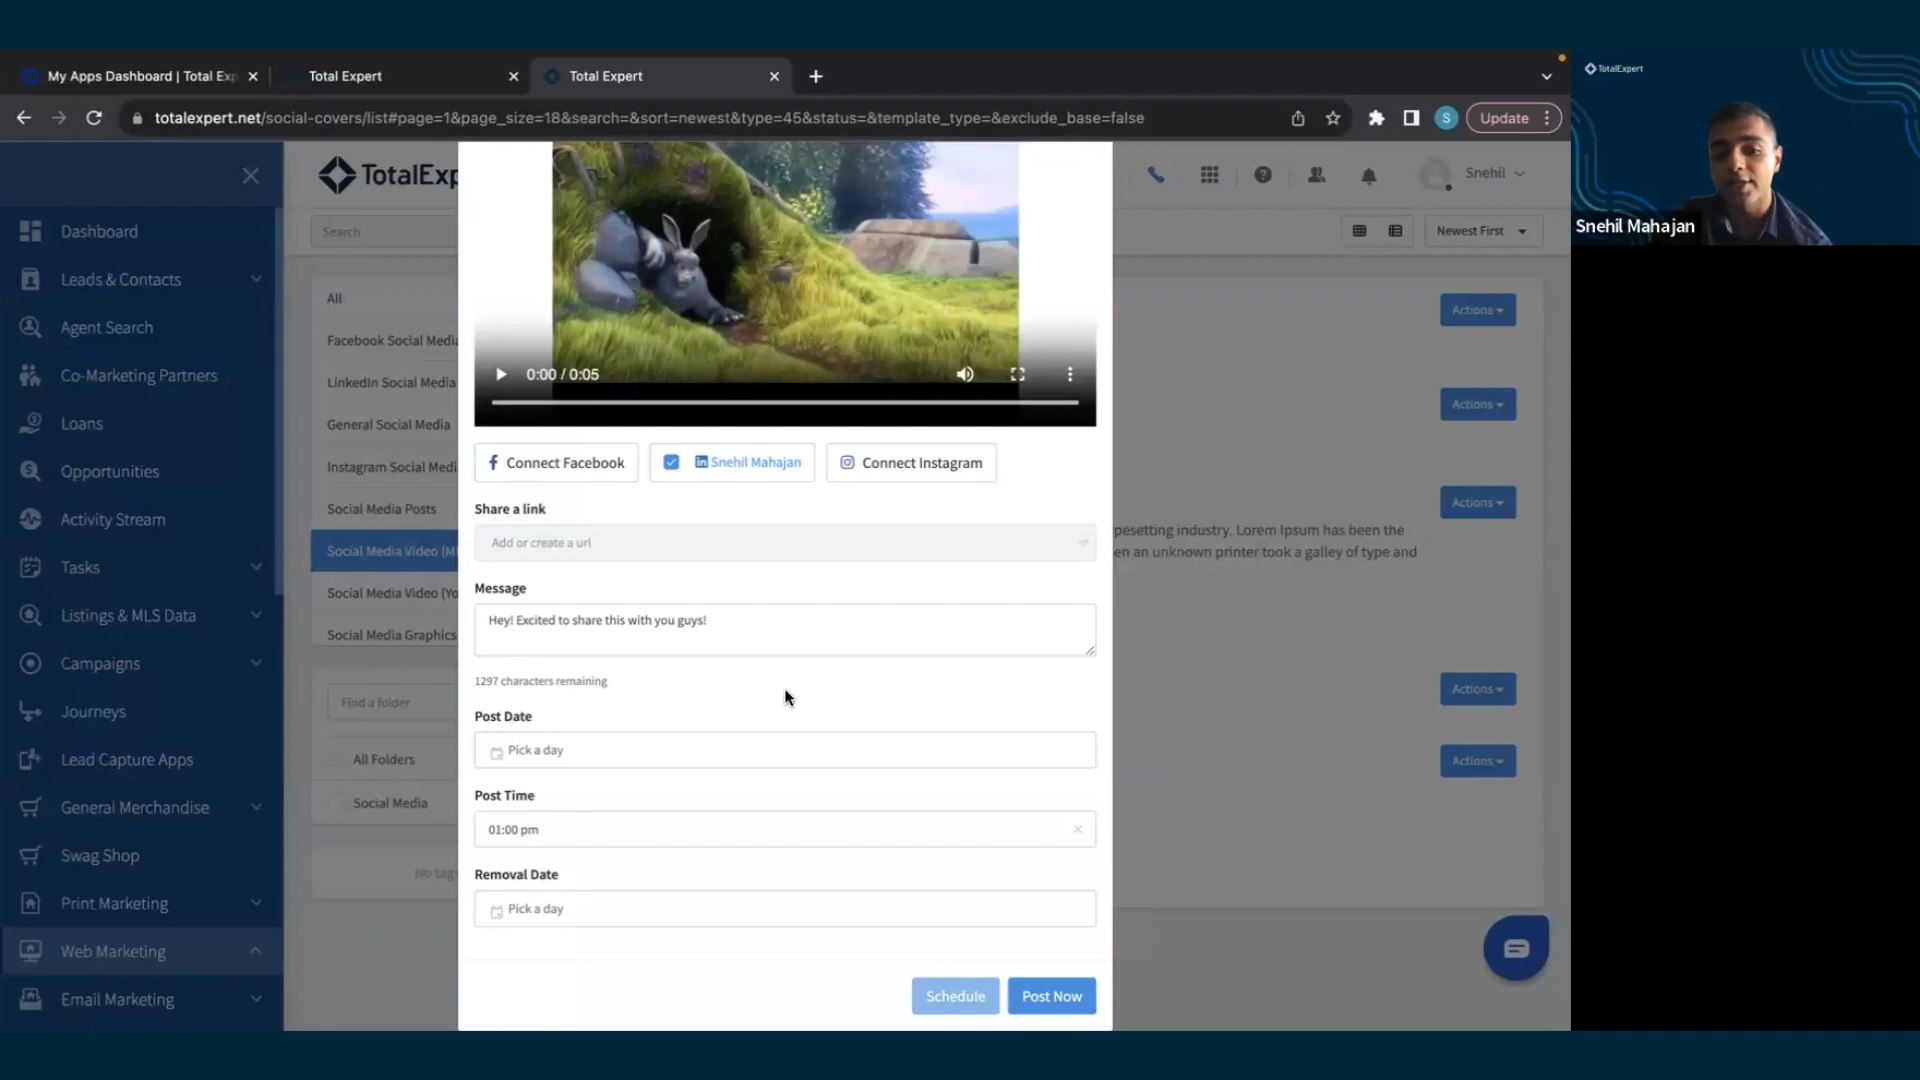 My Apps Dashboard | Total Exp
Total Expert
Total Expert
totalexpert.net/social-covers/list#page=1&page_size=18&search=&sort=newest&type=45&status=&template_type=&exclude_base=false
S
Update
TotalExpert
Snehil Mahajan
TotalExp
Snehil
Search
Newest First
Dashboard
Leads & Contacts
Agent Search
Co-Marketing Partners
Loans
Opportunities
Activity Stream
Tasks
Listings & MLS Data
Campaigns
Journeys
Lead Capture Apps
General Merchandise
Swag Shop
Print Marketing
Web Marketing
Email Marketing
All
Facebook Social Media
LinkedIn Social Media
General Social Media
Instagram Social Medi
Social Media Posts
Social Media Video (M
Social Media Video (Yo
Social Media Graphics
Find a folder
All Folders
Social Media
No tag
0:00 / 0:05
Connect Facebook
Snehil Mahajan
Connect Instagram
Share a link
Add or create a url
Message
Hey! Excited to share this with you guys!
1297 characters remaining
Post Date
Pick a day
Post Time
01:00 pm
Removal Date
Pick a day
Schedule
Post Now
Actions
Actions
Actions
pesetting industry. Lorem Ipsum has been the
en an unknown printer took a galley of type and
Actions
Actions